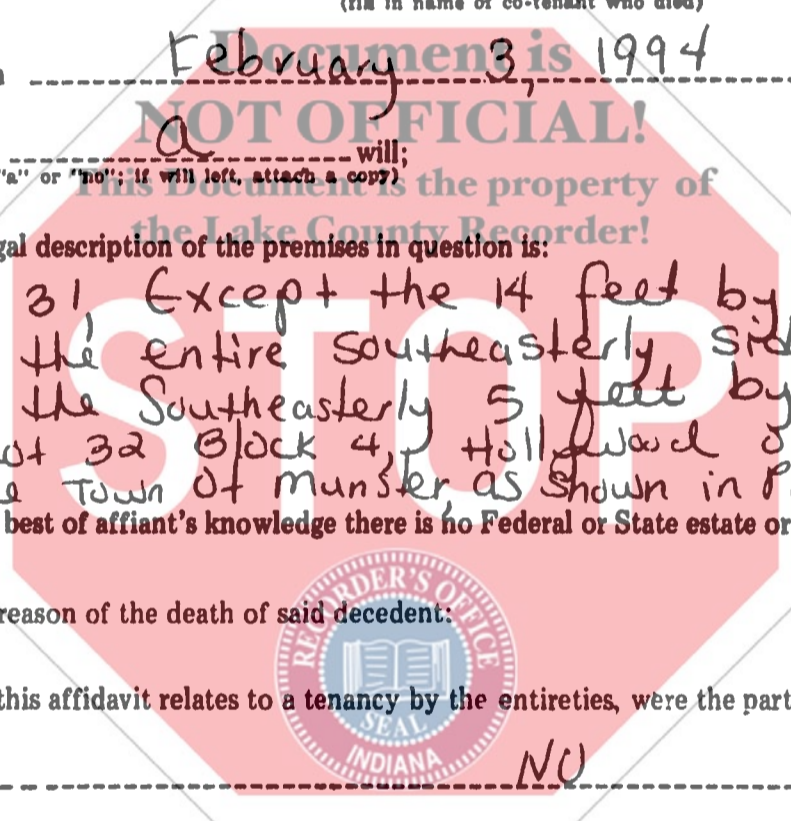 (fill in name of co-tenant who died)
February 3, 1994
Document is
NOT OFFICIAL!
a will;
"a" or "no"; if will left, attach a copy)
This Document is the property of
the Lake County Recorder!
gal description of the premises in question is:
31, Except the 14 feet by
the entire Southeasterly Sid
the Southeasterly 5 feet by
ot 32 Block 4, Hollywood
e Town of Munster, as Shown in P
STOP
best of affiant's knowledge there is no Federal or State estate or
reason of the death of said decedent:
this affidavit relates to a tenancy by the entireties, were the part
RECORDER'S OFFICE
SEAL
INDIANA
NO